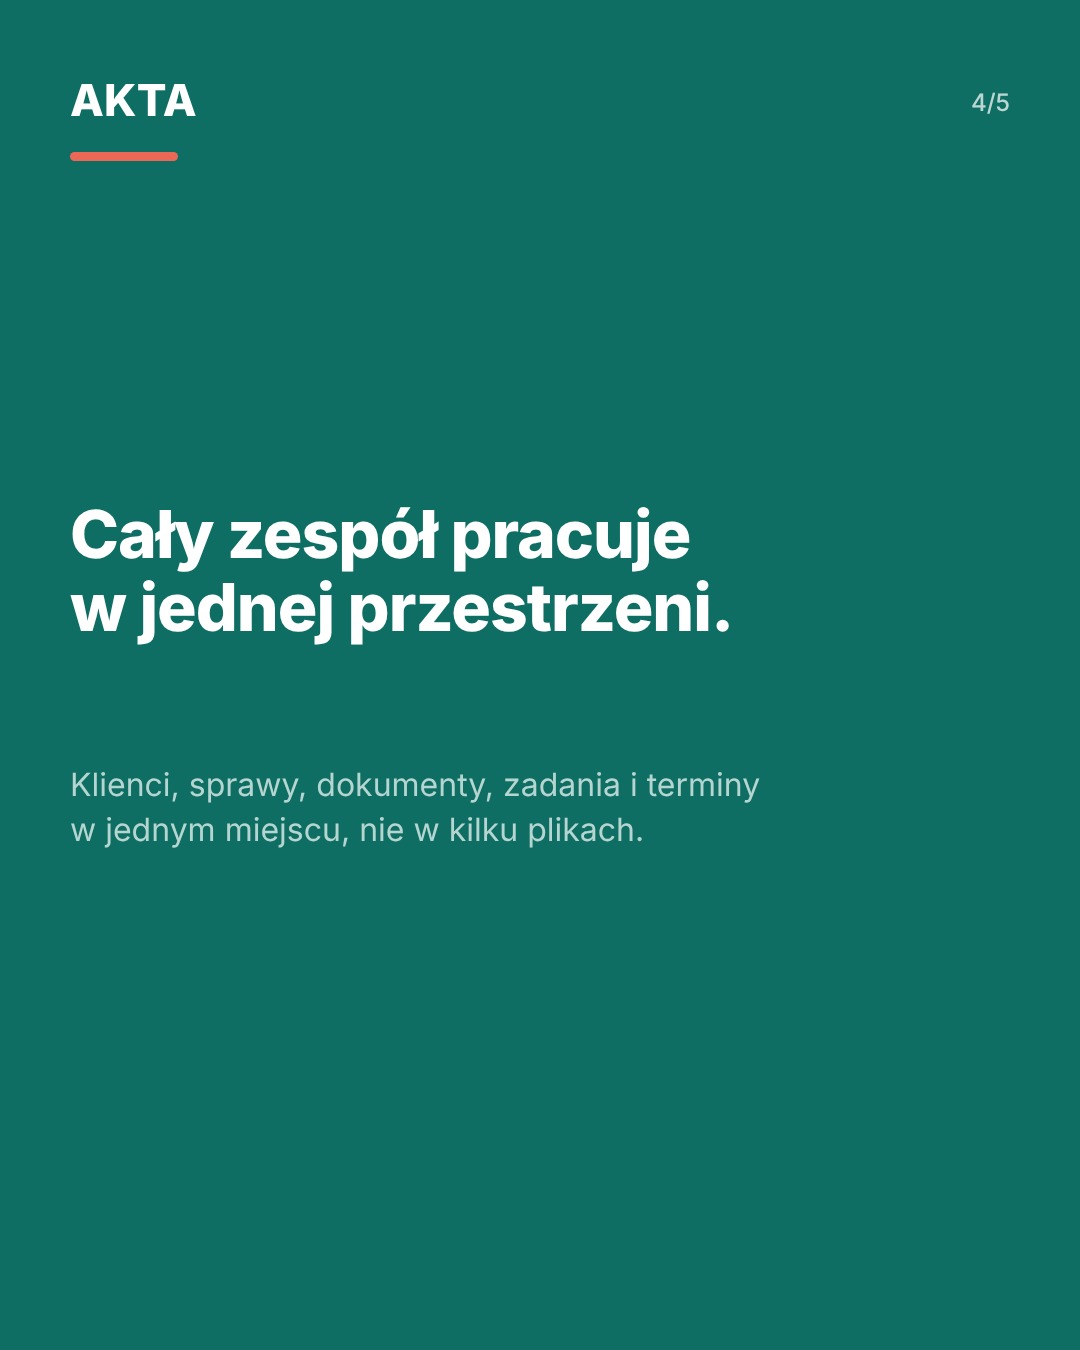 AKTA
4/5
Cały zespół pracuje
w jednej przestrzeni.
Klienci, sprawy, dokumenty, zadania i terminy
w jednym miejscu, nie w kilku plikach.